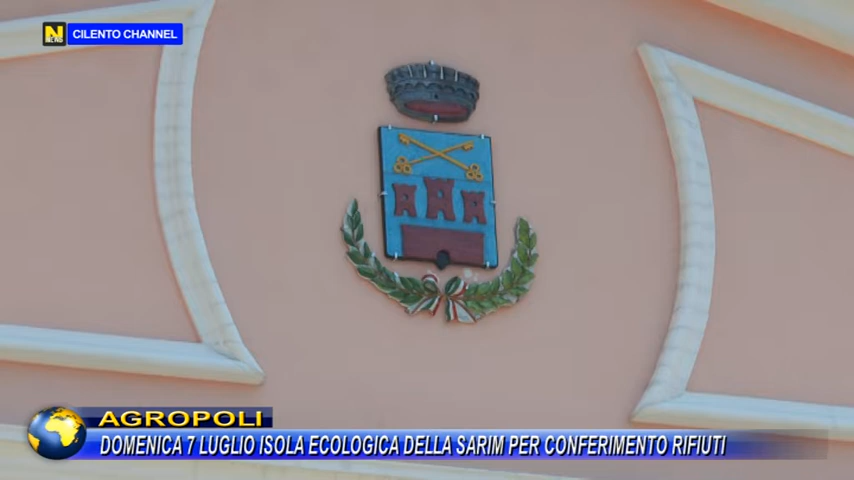 N
CILENTO CHANNEL
AGROPOLI
DOMENICA 7 LUGLIO ISOLA ECOLOGICA DELLA SARIM PER CONFERIMENTO RIFIUTI